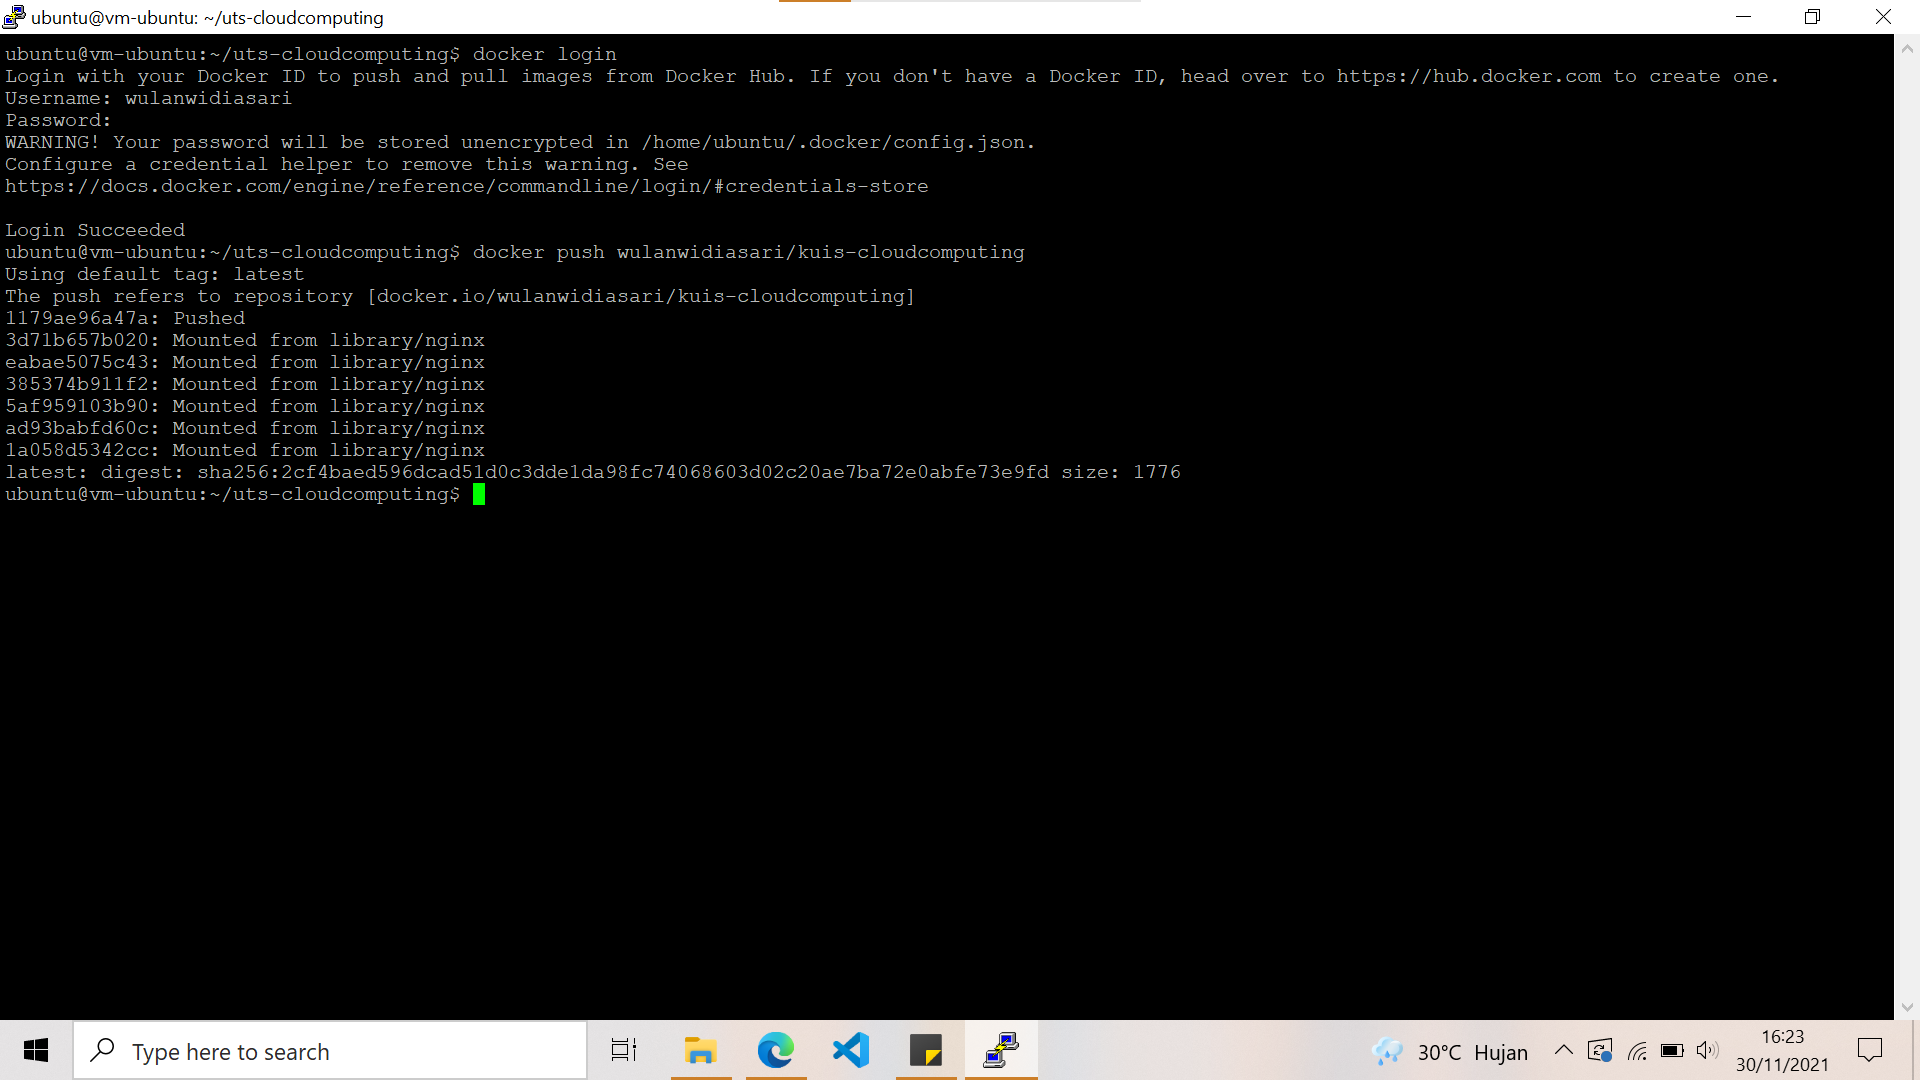 ubuntu@vm-ubuntu: ~/uts-cloudcomputing
ubuntu@vm-ubuntu:~/uts-cloudcomputing$ docker login
Login with your Docker ID to push and pull images from Docker Hub. If you don't have a Docker ID, head over to https://hub.docker.com to create one.
Username: wulanwidiasari
Password:
WARNING! Your password will be stored unencrypted in /home/ubuntu/.docker/config.json.
Configure a credential helper to remove this warning. See
https://docs.docker.com/engine/reference/commandline/login/#credentials-store
Login Succeeded
ubuntu@vm-ubuntu:~/uts-cloudcomputing$ docker push wulanwidiasari/kuis-cloudcomputing
Using default tag: latest
The push refers to repository [docker.io/wulanwidiasari/kuis-cloudcomputing]
1179ae96a47a: Pushed
3d71b657b020: Mounted from library/nginx
eabae5075c43: Mounted from library/nginx
385374b911f2: Mounted from library/nginx
5af959103b90: Mounted from library/nginx
ad93babfd60c: Mounted from library/nginx
1a058d5342cc: Mounted from library/nginx
latest: digest: sha256:2cf4baed596dcad51d0c3dde1da98fc74068603d02c20ae7ba72e0abfe73e9fd size: 1776
ubuntu@vm-ubuntu:~/uts-cloudcomputing$
Type here to search
30°C Hujan
16:23
30/11/2021